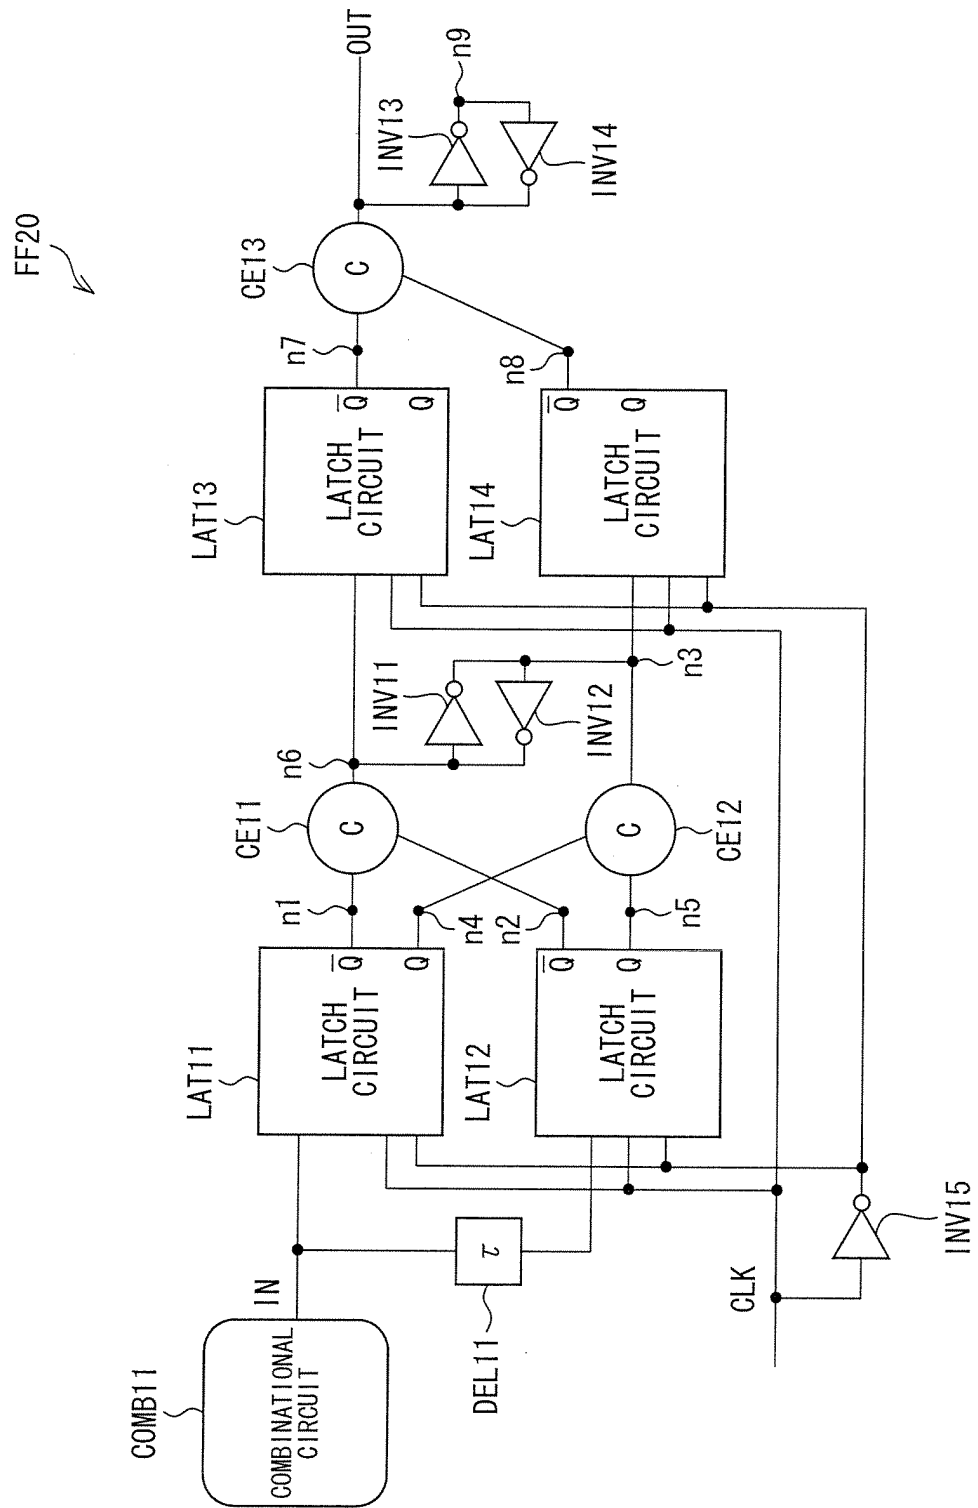 FF20
COMB11
COMBINATIONAL
CIRCUIT
IN
DEL11
τ
CLK
INV15
LAT11
LATCH
CIRCUIT
Q̅
Q
LAT12
LATCH
CIRCUIT
Q̅
Q
n1
n4
n2
n5
CE11
C
CE12
C
n6
INV11
INV12
n3
LAT13
LATCH
CIRCUIT
Q̅
Q
LAT14
LATCH
CIRCUIT
Q̅
Q
n7
n8
CE13
C
OUT
INV13
n9
INV14